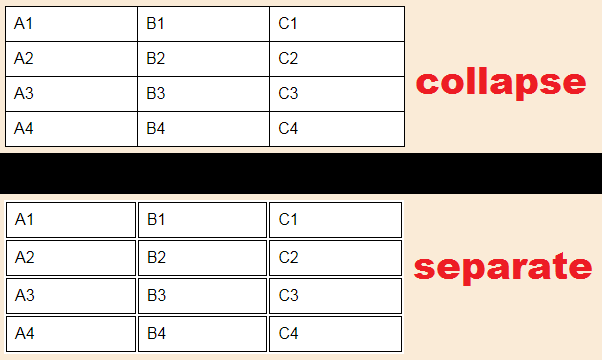 A1 B1 C1
A2 B2 C2
A3 B3 C3
A4 B4 C4
collapse
A1 B1 C1
A2 B2 C2
A3 B3 C3
A4 B4 C4
separate